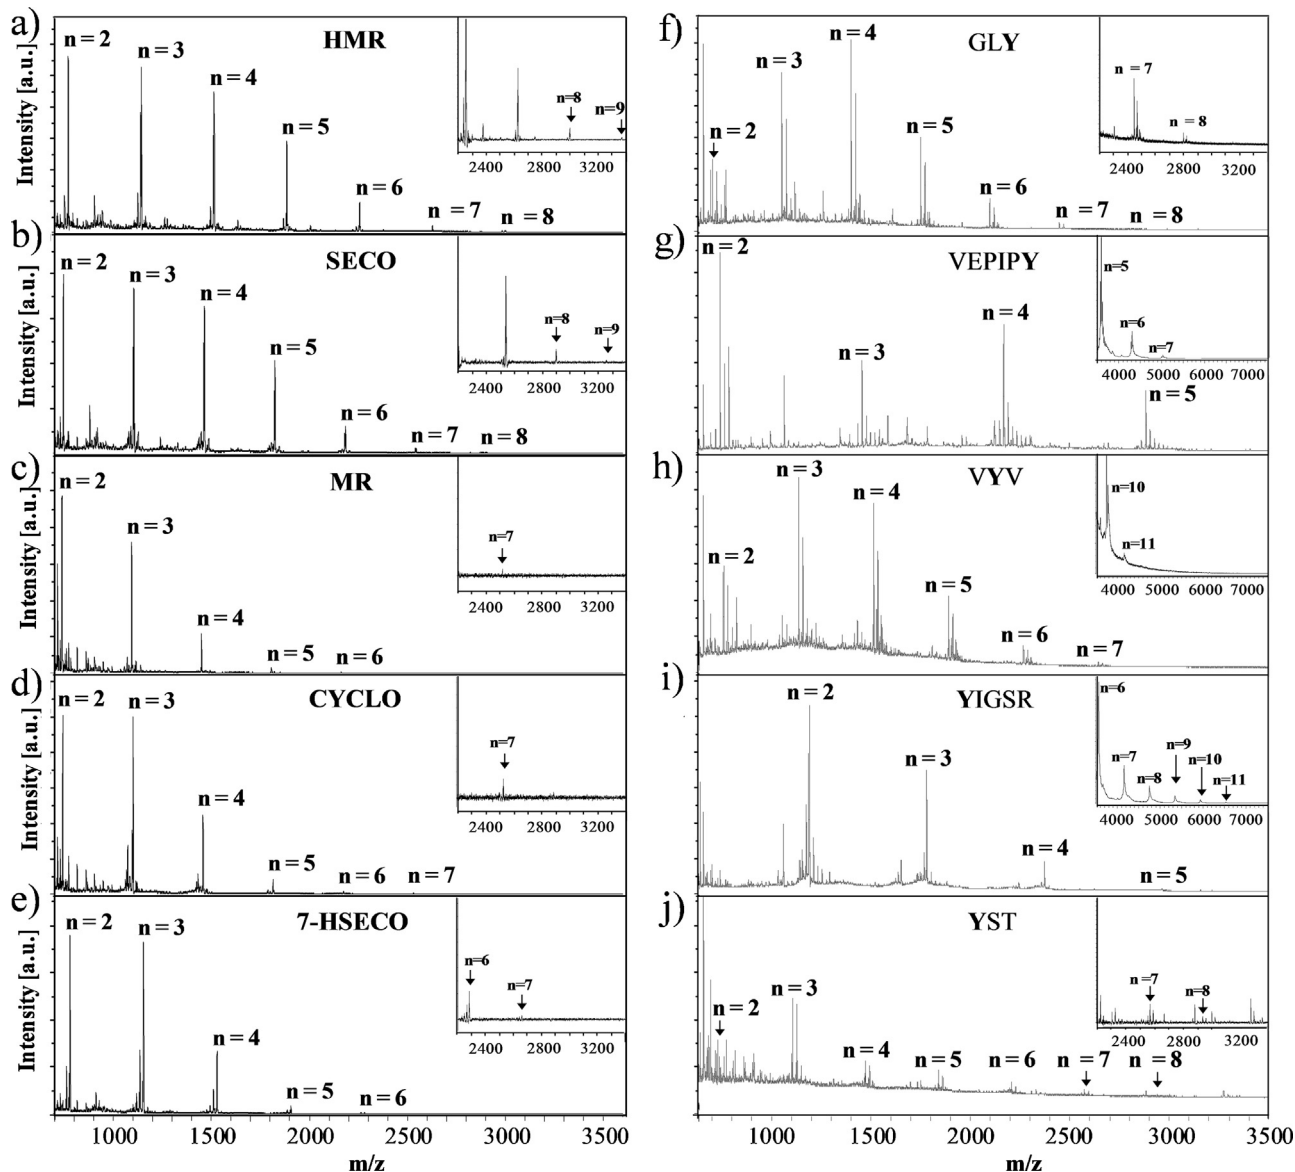 a)
HMR
n = 2
n = 3
n = 4
n = 5
n = 6
n = 7
n = 8
n=8
n=9
2400 2800 3200
Intensity [a.u.]
b)
SECO
n = 2
n = 3
n = 4
n = 5
n = 6
n = 7
n = 8
n=8
n=9
2400 2800 3200
Intensity [a.u.]
c)
MR
n = 2
n = 3
n = 4
n = 5
n = 6
n=7
2400 2800 3200
Intensity [a.u.]
d)
CYCLO
n = 2
n = 3
n = 4
n = 5
n = 6
n = 7
n=7
2400 2800 3200
Intensity [a.u.]
e)
7-HSECO
n = 2
n = 3
n = 4
n = 5
n = 6
n=6
n=7
2400 2800 3200
Intensity [a.u.]
1000 1500 2000 2500 3000 3500
m/z
f)
GLY
n = 2
n = 3
n = 4
n = 5
n = 6
n = 7
n = 8
n = 7
n = 8
2400 2800 3200
g)
VEPIPY
n = 2
n = 3
n = 4
n = 5
n=5
n=6
n=7
4000 5000 6000 7000
h)
VYV
n = 2
n = 3
n = 4
n = 5
n = 6
n = 7
n=10
n=11
4000 5000 6000 7000
i)
YIGSR
n = 2
n = 3
n = 4
n = 5
n=6
n=7
n=8
n=9
n=10
n=11
4000 5000 6000 7000
j)
YST
n = 2
n = 3
n = 4
n = 5
n = 6
n = 7
n = 8
n =7
n=8
2400 2800 3200
1000 1500 2000 2500 3000 3500
m/z